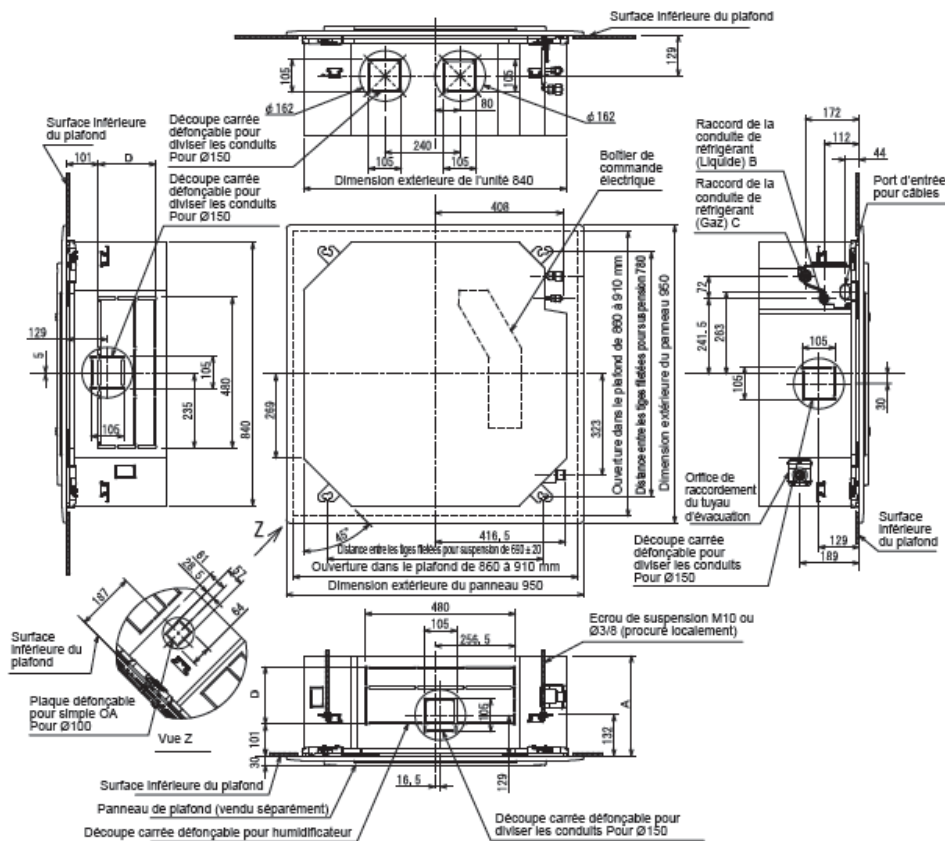 Surface inférieure du plafond
129
105
105
ϕ 162
80
ϕ 162
Découpe carrée
défonçable pour
diviser les conduits
Pour Ø150
240
105
105
Dimension extérieure de l'unité 840
Surface inférieure
du plafond
101
D
Découpe carrée
défonçable pour
diviser les conduits
Pour Ø150
Boîtier de
commande
électrique
408
172
112
44
Raccord de la
conduite de
réfrigérant
(Liquide) B
Raccord de la
conduite de
réfrigérant
(Gaz) C
Port d'entrée
pour câbles
129
5
105
105
235
480
840
269
323
Ouverture dans le plafond de 860 à 910 mm
Distance entre les tiges filetées pour suspension 780
Dimension extérieure du panneau 950
72
241,5
263
105
105
30
Orifice de
raccordement
du tuyau
d'évacuation
129
189
Surface
inférieure
du plafond
Découpe carrée
défonçable pour
diviser les conduits
Pour Ø150
Z
45°
416,5
Distance entre les tiges filetées pour suspension de 680 ± 20
Ouverture dans le plafond de 860 à 910 mm
Dimension extérieure du panneau 950
187
28,5
61
57
64
Surface
inférieure du
plafond
Plaque défonçable
pour simple OA
Pour Ø100
Vue Z
480
105
256,5
Ecrou de suspension M10 ou
Ø3/8 (procuré localement)
D
105
A
132
101
30
16,5
129
Surface inférieure du plafond
Panneau de plafond (vendu séparément)
Découpe carrée défonçable pour humidificateur
Découpe carrée défonçable pour
diviser les conduits Pour Ø150